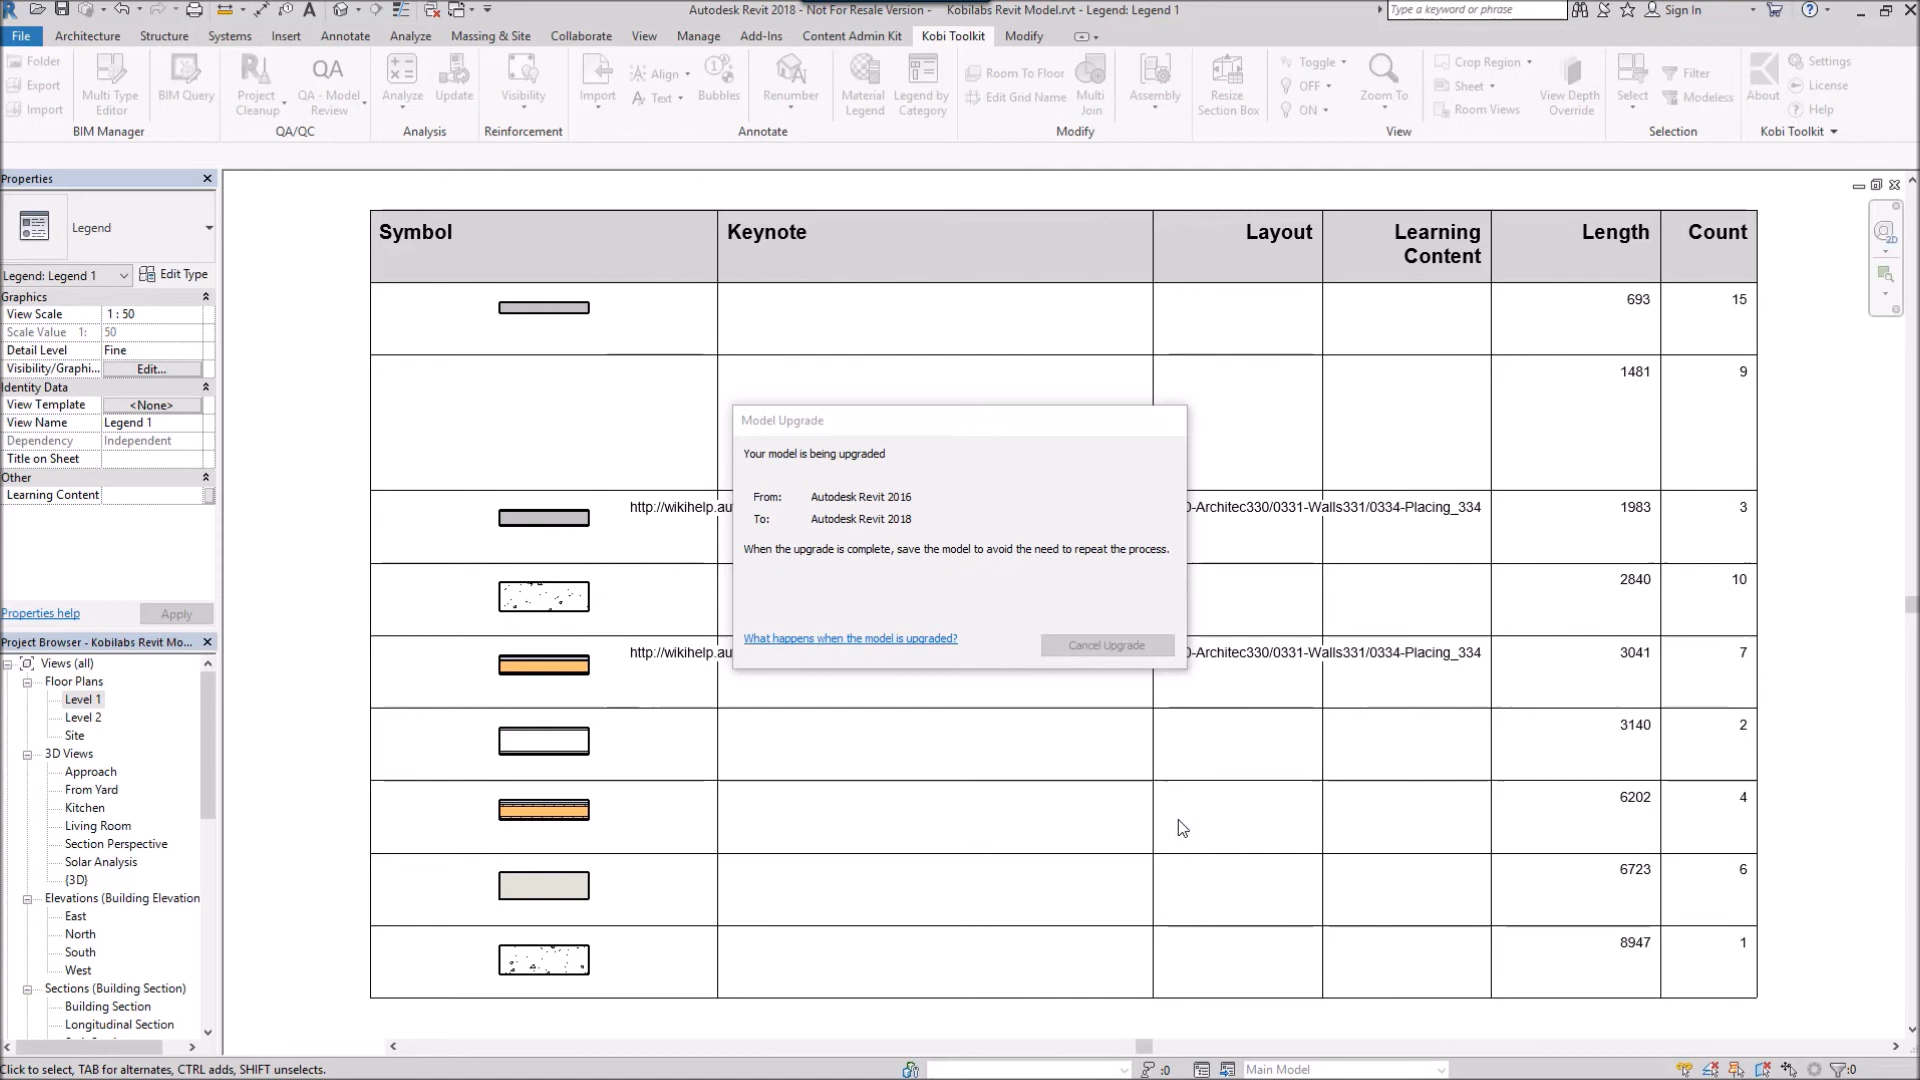 Autodesk Revit 2018 - Not For Resale Version -    Kobilabs Revit Model.rvt - Legend: Legend 1
Type a keyword or phrase
Sign In
File Architecture Structure Systems Insert Annotate Analyze Massing & Site Collaborate View Manage Add-Ins Content Admin Kit Kobi Toolkit Modify
Folder
Export
Import
Multi Type Editor
BIM Query
Project Cleanup
QA - Model Review
Analyze
Update
Visibility
Import
Align
Text
Bubbles
Renumber
Material Legend
Legend by Category
Room To Floor
Edit Grid Name
Multi Join
Assembly
Resize Section Box
Toggle
OFF
ON
Zoom To
Crop Region
Sheet
Room Views
View Depth Override
Select
Filter
Modeless
About
Settings
License
Help
BIM Manager QA/QC Analysis Reinforcement Annotate Modify View Selection Kobi Toolkit
Properties
Legend
Legend: Legend 1 Edit Type
Graphics
View Scale 1 : 50
Scale Value 1: 50
Detail Level Fine
Visibility/Graphi... Edit...
Identity Data
View Template <None>
View Name Legend 1
Dependency Independent
Title on Sheet
Other
Learning Content
Properties help Apply
Project Browser - Kobilabs Revit Mo...
Views (all)
Floor Plans
Level 1
Level 2
Site
3D Views
Approach
From Yard
Kitchen
Living Room
Section Perspective
Solar Analysis
{3D}
Elevations (Building Elevation
East
North
South
West
Sections (Building Section)
Building Section
Longitudinal Section
Symbol Keynote Layout Learning Content Length Count
693 15
1481 9
http://wikihelp.au 0-Architec330/0331-Walls331/0334-Placing_334 1983 3
2840 10
http://wikihelp.au 0-Architec330/0331-Walls331/0334-Placing_334 3041 7
3140 2
6202 4
6723 6
8947 1
Model Upgrade
Your model is being upgraded
From: Autodesk Revit 2016
To: Autodesk Revit 2018
When the upgrade is complete, save the model to avoid the need to repeat the process.
What happens when the model is upgraded? Cancel Upgrade
2D
Click to select, TAB for alternates, CTRL adds, SHIFT unselects.
:0
Main Model
:0